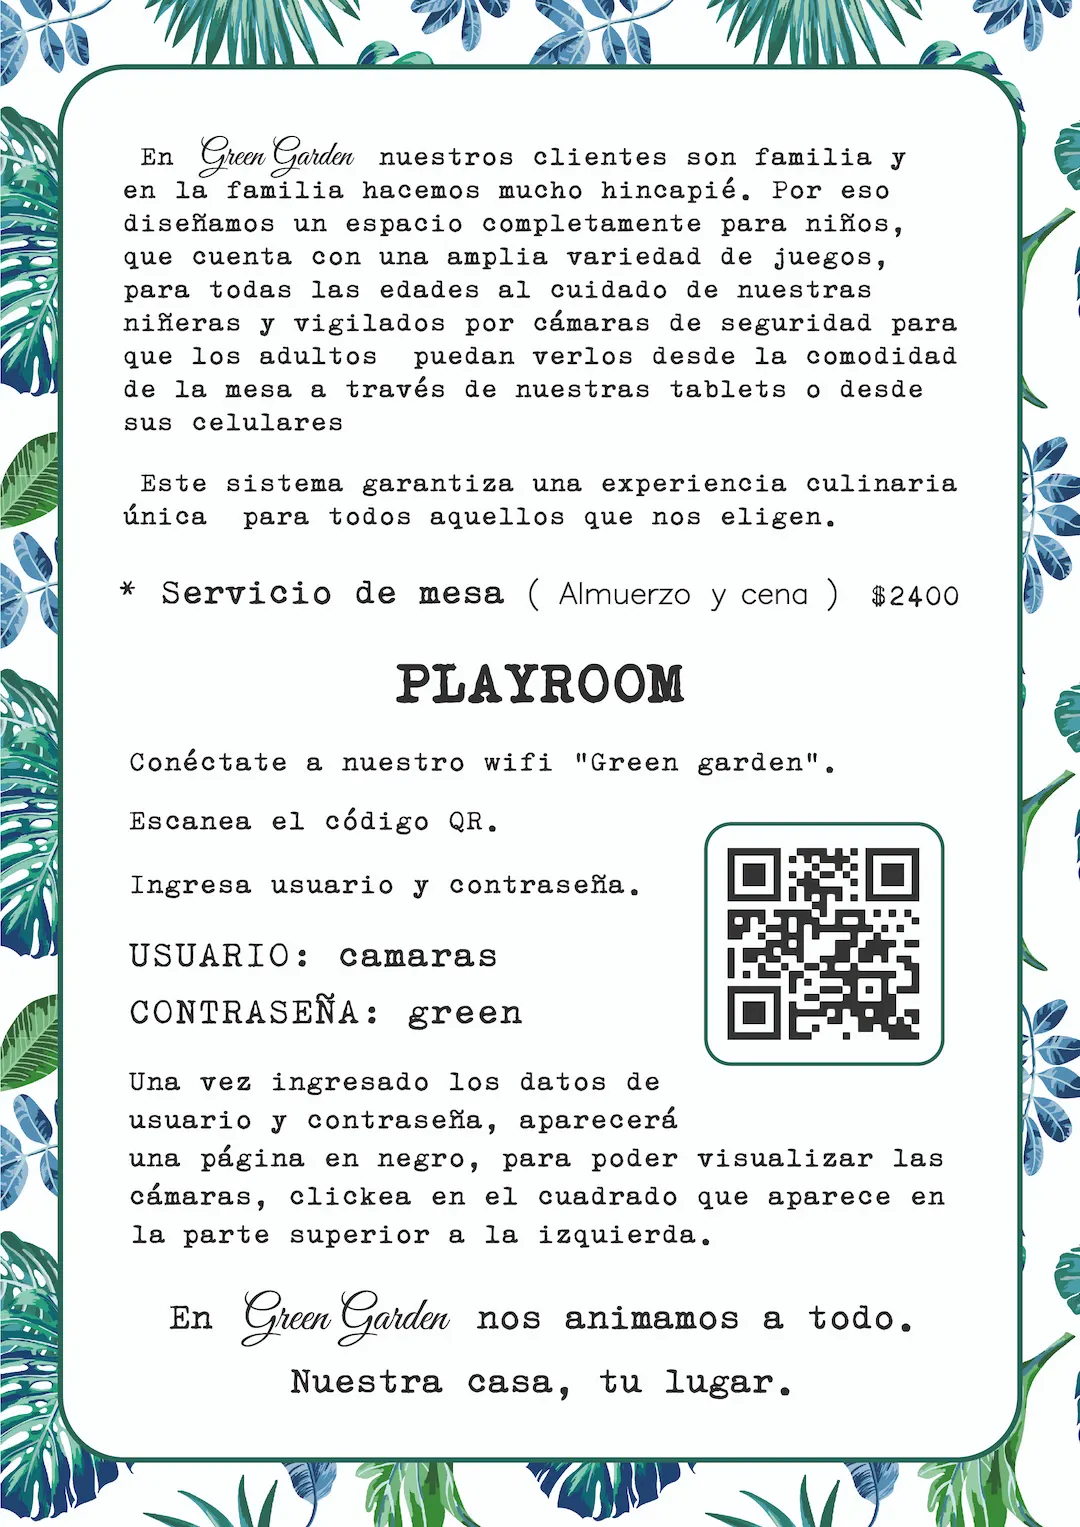 En Green Garden nuestros clientes son familia y
en la familia hacemos mucho hincapié. Por eso
diseñamos un espacio completamente para niños,
que cuenta con una amplia variedad de juegos,
para todas las edades al cuidado de nuestras
niñeras y vigilados por cámaras de seguridad para
que los adultos puedan verlos desde la comodidad
de la mesa a través de nuestras tablets o desde
sus celulares
Este sistema garantiza una experiencia culinaria
única para todos aquellos que nos eligen.
* Servicio de mesa ( Almuerzo y cena ) $2400
PLAYROOM
Conéctate a nuestro wifi "Green garden".
Escanea el código QR.
Ingresa usuario y contraseña.
USUARIO: camaras
CONTRASEÑA: green
Una vez ingresado los datos de
usuario y contraseña, aparecerá
una página en negro, para poder visualizar las
cámaras, clickea en el cuadrado que aparece en
la parte superior a la izquierda.
En Green Garden nos animamos a todo.
Nuestra casa, tu lugar.